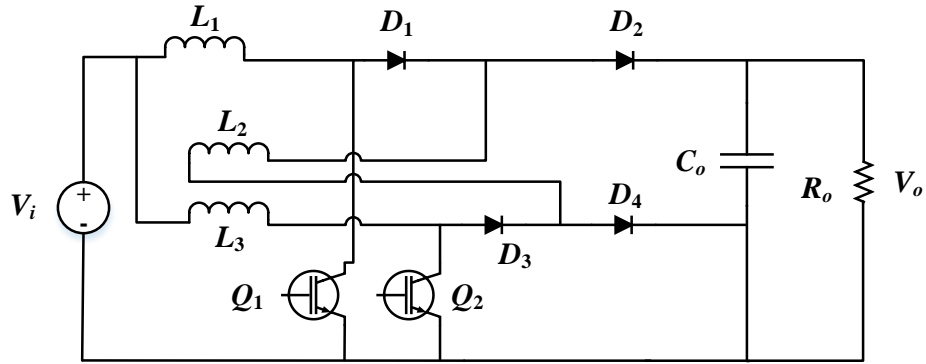 L₁
D₁
D₂
L₂
Cₒ
Vᵢ
+
-
Rₒ
Vₒ
L₃
D₃
D₄
Q₁
Q₂